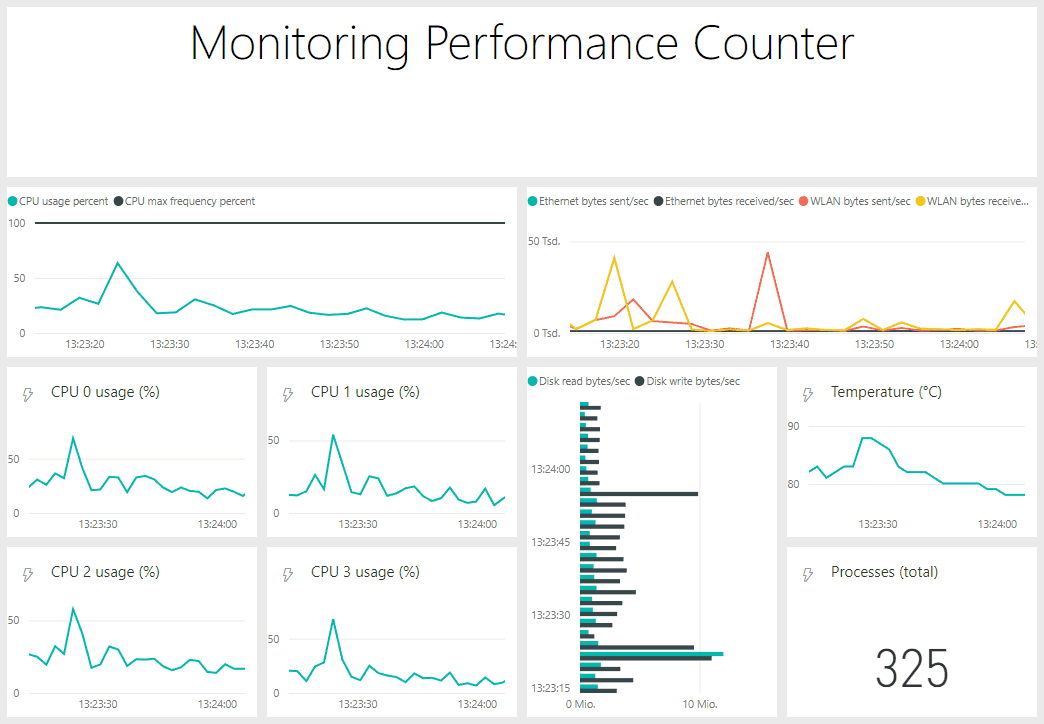 Monitoring Performance Counter
CPU usage percent CPU max frequency percent
100
50
0
13:23:20 13:23:30 13:23:40 13:23:50 13:24:00 13:24:
Ethernet bytes sent/sec Ethernet bytes received/sec WLAN bytes sent/sec WLAN bytes receive...
50 Tsd.
0 Tsd.
13:23:20 13:23:30 13:23:40 13:23:50 13:24:00 13:
CPU 0 usage (%)
50
0
13:23:30 13:24:00
CPU 1 usage (%)
50
0
13:23:30 13:24:00
Disk read bytes/sec Disk write bytes/sec
13:24:00
13:23:45
13:23:30
13:23:15
0 Mio. 10 Mio.
Temperature (°C)
90
80
13:23:30 13:24:00
CPU 2 usage (%)
50
0
13:23:30 13:24:00
CPU 3 usage (%)
50
0
13:23:30 13:24:00
Processes (total)
325